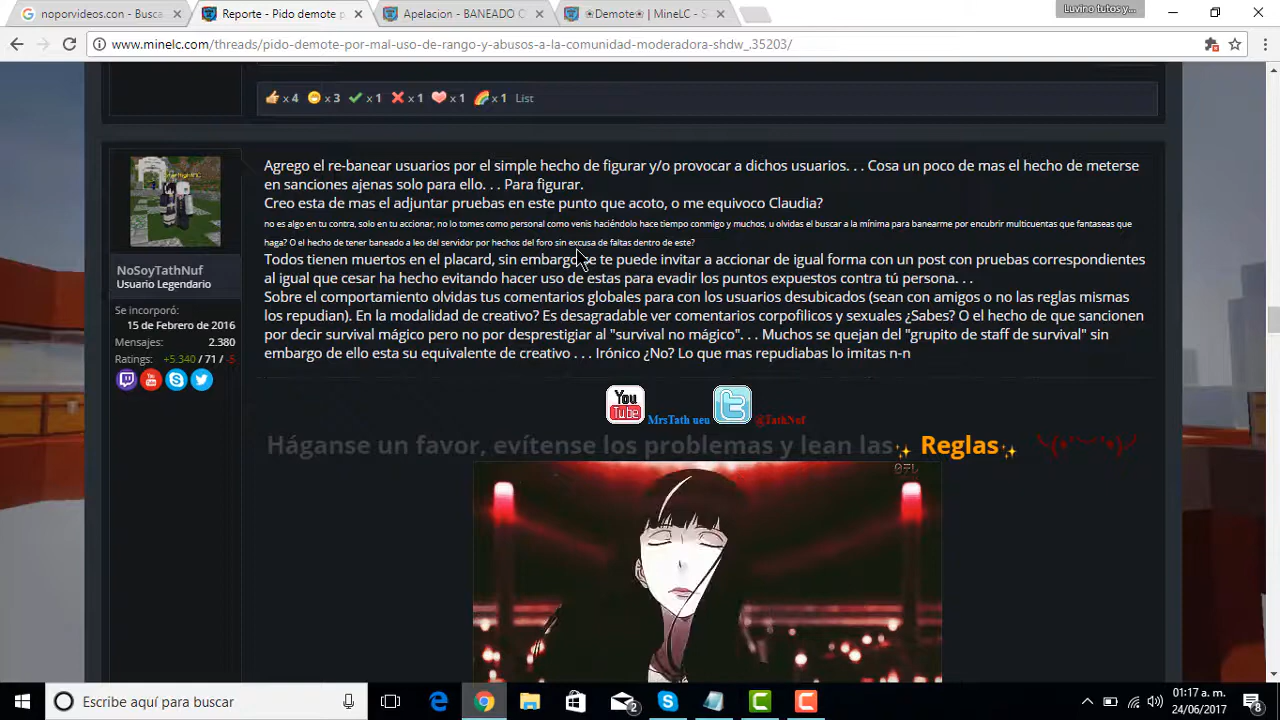 noporvideos.con - Busca
Reporte - Pido demote p
Apelacion - BANEADO C
⊛Demote⊛ | MineLC - S
Luvino tutos y...
www.minelc.com/threads/pido-demote-por-mal-uso-de-rango-y-abusos-a-la-comunidad-moderadora-shdw_.35203/
x 4 x 3 x 1 x 1 x 1 x 1 List
Agrego el re-banear usuarios por el simple hecho de figurar y/o provocar a dichos usuarios. . . Cosa un poco de mas el hecho de meterse
en sanciones ajenas solo para ello. . . Para figurar.
Creo esta de mas el adjuntar pruebas en este punto que acoto, o me equivoco Claudia?
no es algo en tu contra, solo en tu accionar, no lo tomes como personal como venis haciéndolo hace tiempo conmigo y muchos, u olvidas el buscar a la mínima para banearme por encubrir multicuentas que fantaseas que
haga? O el hecho de tener baneado a leo del servidor por hechos del foro sin excusa de faltas dentro de este?
Todos tienen muertos en el placard, sin embargo se te puede invitar a accionar de igual forma con un post con pruebas correspondientes
al igual que cesar ha hecho evitando hacer uso de estas para evadir los puntos expuestos contra tú persona. . .
Sobre el comportamiento olvidas tus comentarios globales para con los usuarios desubicados (sean con amigos o no las reglas mismas
los repudian). En la modalidad de creativo? Es desagradable ver comentarios corpofilicos y sexuales ¿Sabes? O el hecho de que sancionen
por decir survival mágico pero no por desprestigiar al "survival no mágico". . . Muchos se quejan del "grupito de staff de survival" sin
embargo de ello esta su equivalente de creativo . . . Irónico ¿No? Lo que mas repudiabas lo imitas n-n
NoSoyTathNuf
Usuario Legendario
Se incorporó:
15 de Febrero de 2016
Mensajes: 2.380
Ratings: +5.340 / 71 / -5
You Tube MrsTath ueu @TathNuf
Háganse un favor, evítense los problemas y lean las✨ Reglas✨
Escribe aquí para buscar
2
01:17 a. m.
24/06/2017
8